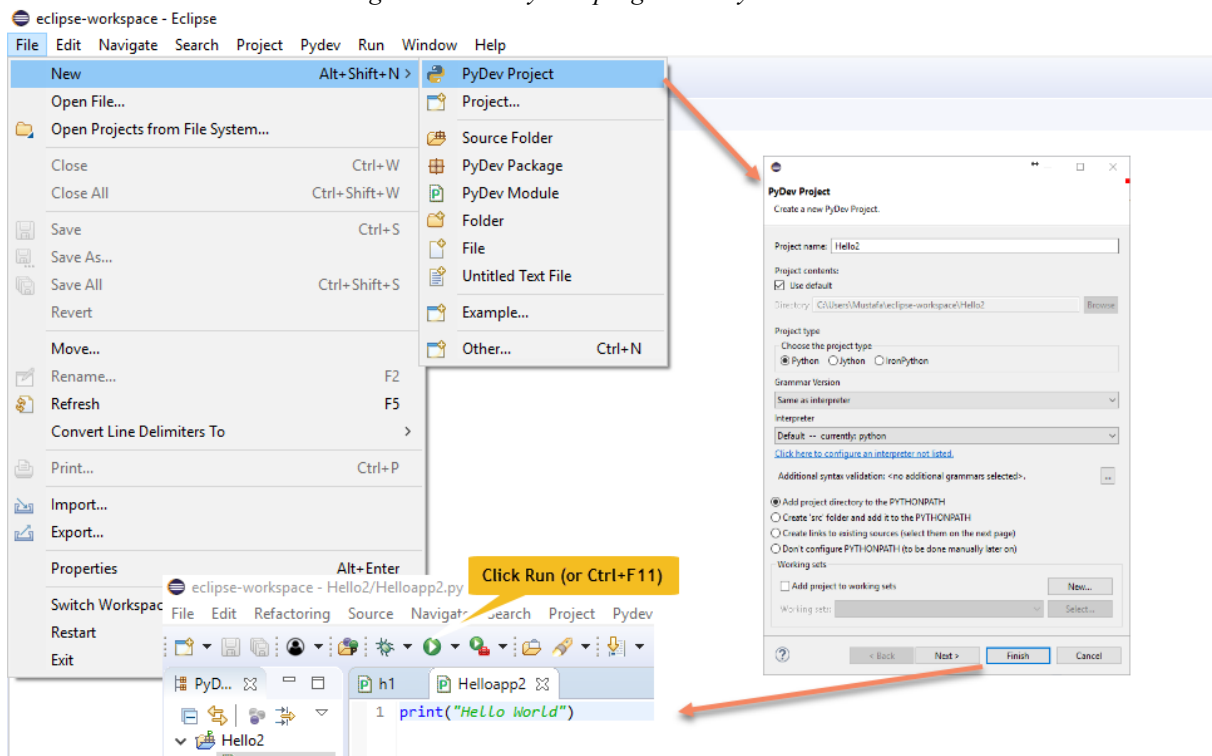 eclipse-workspace - Eclipse
File Edit Navigate Search Project Pydev Run Window Help
New Alt+Shift+N >
Open File...
Open Projects from File System...
Close Ctrl+W
Close All Ctrl+Shift+W
Save Ctrl+S
Save As...
Save All Ctrl+Shift+S
Revert
Move...
Rename... F2
Refresh F5
Convert Line Delimiters To >
Print... Ctrl+P
Import...
Export...
Properties Alt+Enter
Switch Workspac
Restart
Exit
PyDev Project
Project...
Source Folder
PyDev Package
PyDev Module
Folder
File
Untitled Text File
Example...
Other... Ctrl+N
PyDev Project
Create a new PyDev Project.
Project name: Hello2
Project contents:
Use default
Directory C:\Users\Mustafa\eclipse-workspace\Hello2 Browse
Project type
Choose the project type
Python Jython IronPython
Grammar Version
Same as interpreter
Interpreter
Default -- currently: python
Click here to configure an interpreter not listed.
Additional syntax validation: <no additional grammars selected>. ...
Add project directory to the PYTHONPATH
Create 'src' folder and add it to the PYTHONPATH
Create links to existing sources (select them on the next page)
Don't configure PYTHONPATH (to be done manually later on)
Working sets
Add project to working sets New...
Working sets: Select...
? < Back Next > Finish Cancel
Click Run (or Ctrl+F11)
eclipse-workspace - Hello2/Helloapp2.py
File Edit Refactoring Source Navigate Search Project Pydev
PyD... h1 Helloapp2
1 print("Hello World")
Hello2